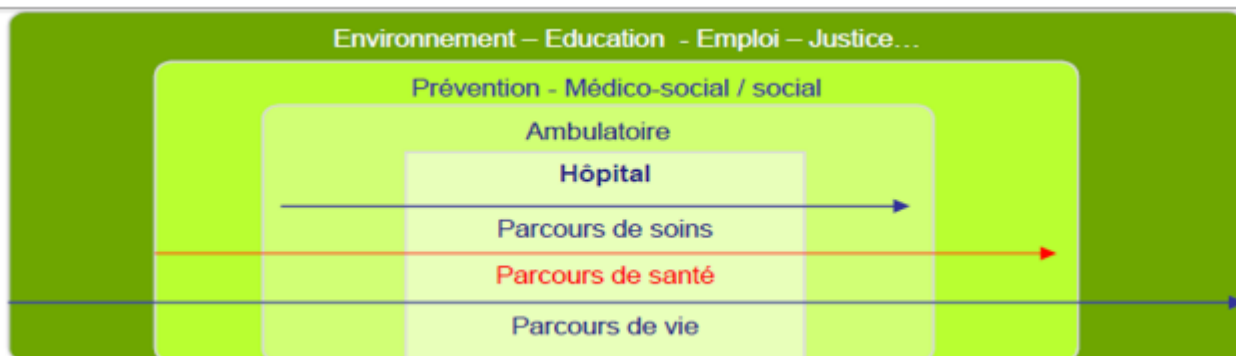 Environnement – Education - Emploi – Justice…
Prévention - Médico-social / social
Ambulatoire
Hôpital
Parcours de soins
Parcours de santé
Parcours de vie